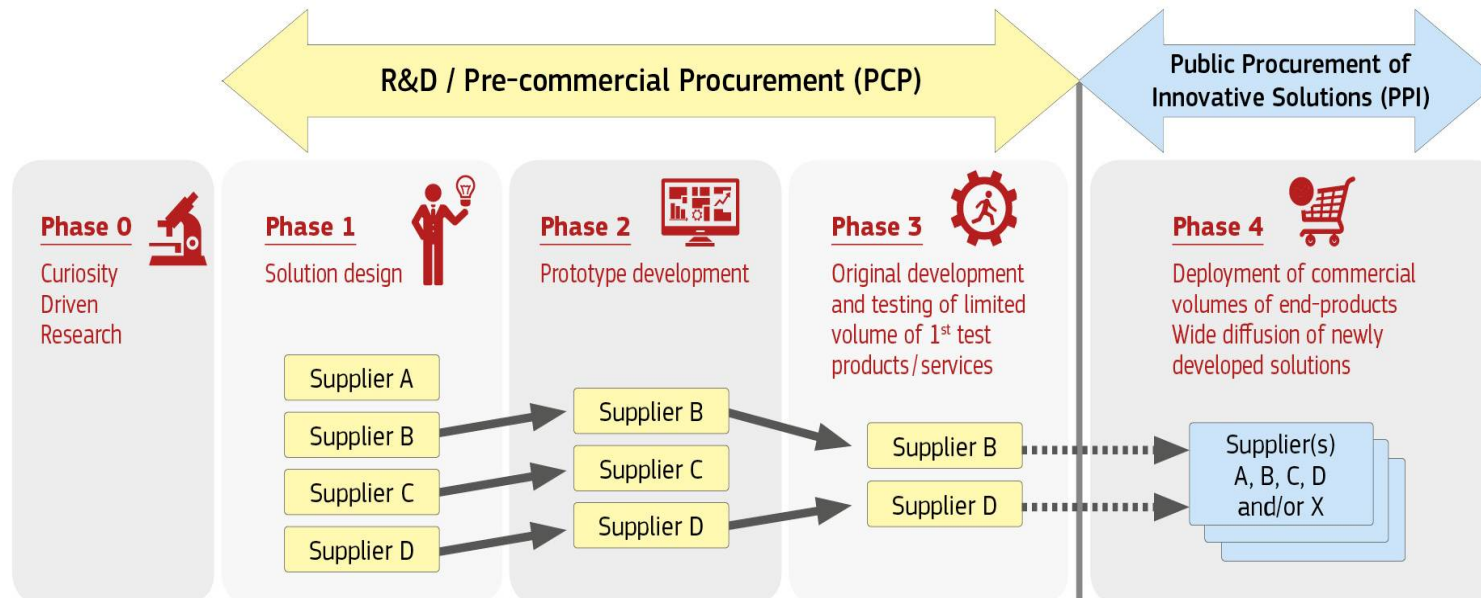 R&D / Pre-commercial Procurement (PCP)
Public Procurement of
Innovative Solutions (PPI)
Phase 0
Curiosity
Driven
Research
Phase 1
Solution design
Supplier A
Supplier B
Supplier C
Supplier D
Phase 2
Prototype development
Supplier B
Supplier C
Supplier D
Phase 3
Original development
and testing of limited
volume of 1st test
products/services
Supplier B
Supplier D
Phase 4
Deployment of commercial
volumes of end-products
Wide diffusion of newly
developed solutions
Supplier(s)
A, B, C, D
and/or X